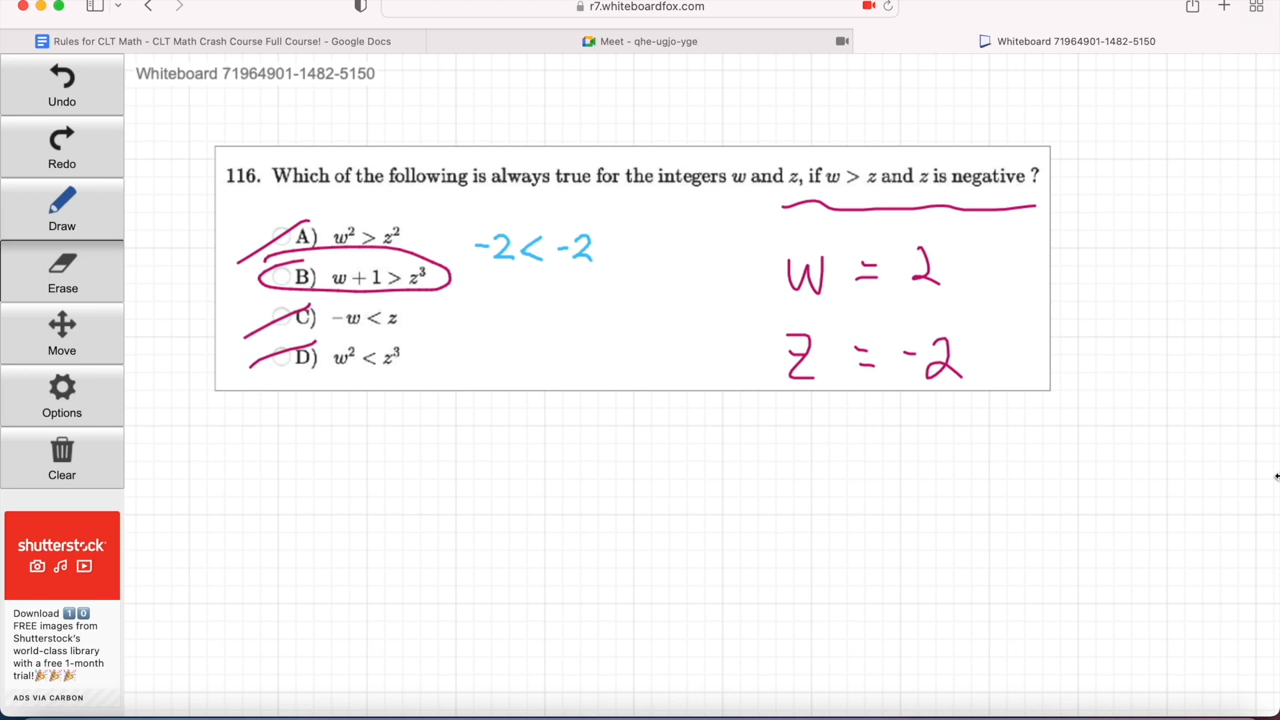 r7.whiteboardfox.com
Rules for CLT Math - CLT Math Crash Course Full Course! - Google Docs
Meet - qhe-ugjo-yge
Whiteboard 71964901-1482-5150
Whiteboard 71964901-1482-5150
Undo
Redo
Draw
Erase
Move
Options
Clear
116. Which of the following is always true for the integers w and z, if w > z and z is negative ?
A) w² > z²
B) w + 1 > z³
C) −w < z
D) w² < z³
-2 < -2
W = 2
Z = -2
shutterstock
Download 1️⃣0️⃣
FREE images from
Shutterstock's
world-class library
with a free 1-month
trial!🎉🎉🎉
ADS VIA CARBON